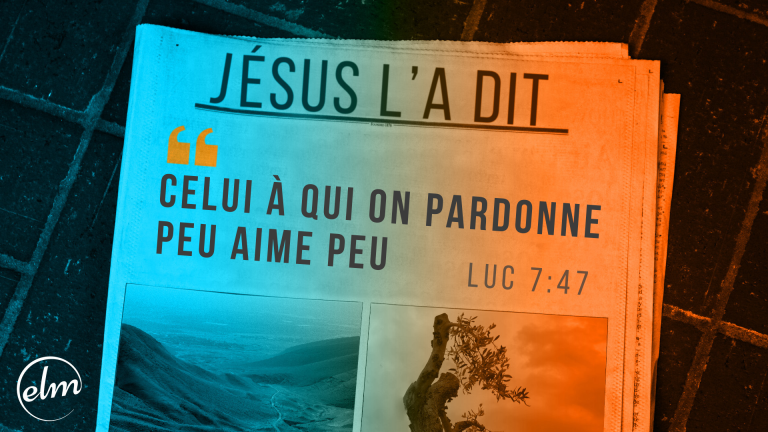 JÉSUS L'A DIT
“
CELUI À QUI ON PARDONNE
PEU AIME PEU
LUC 7:47
elm